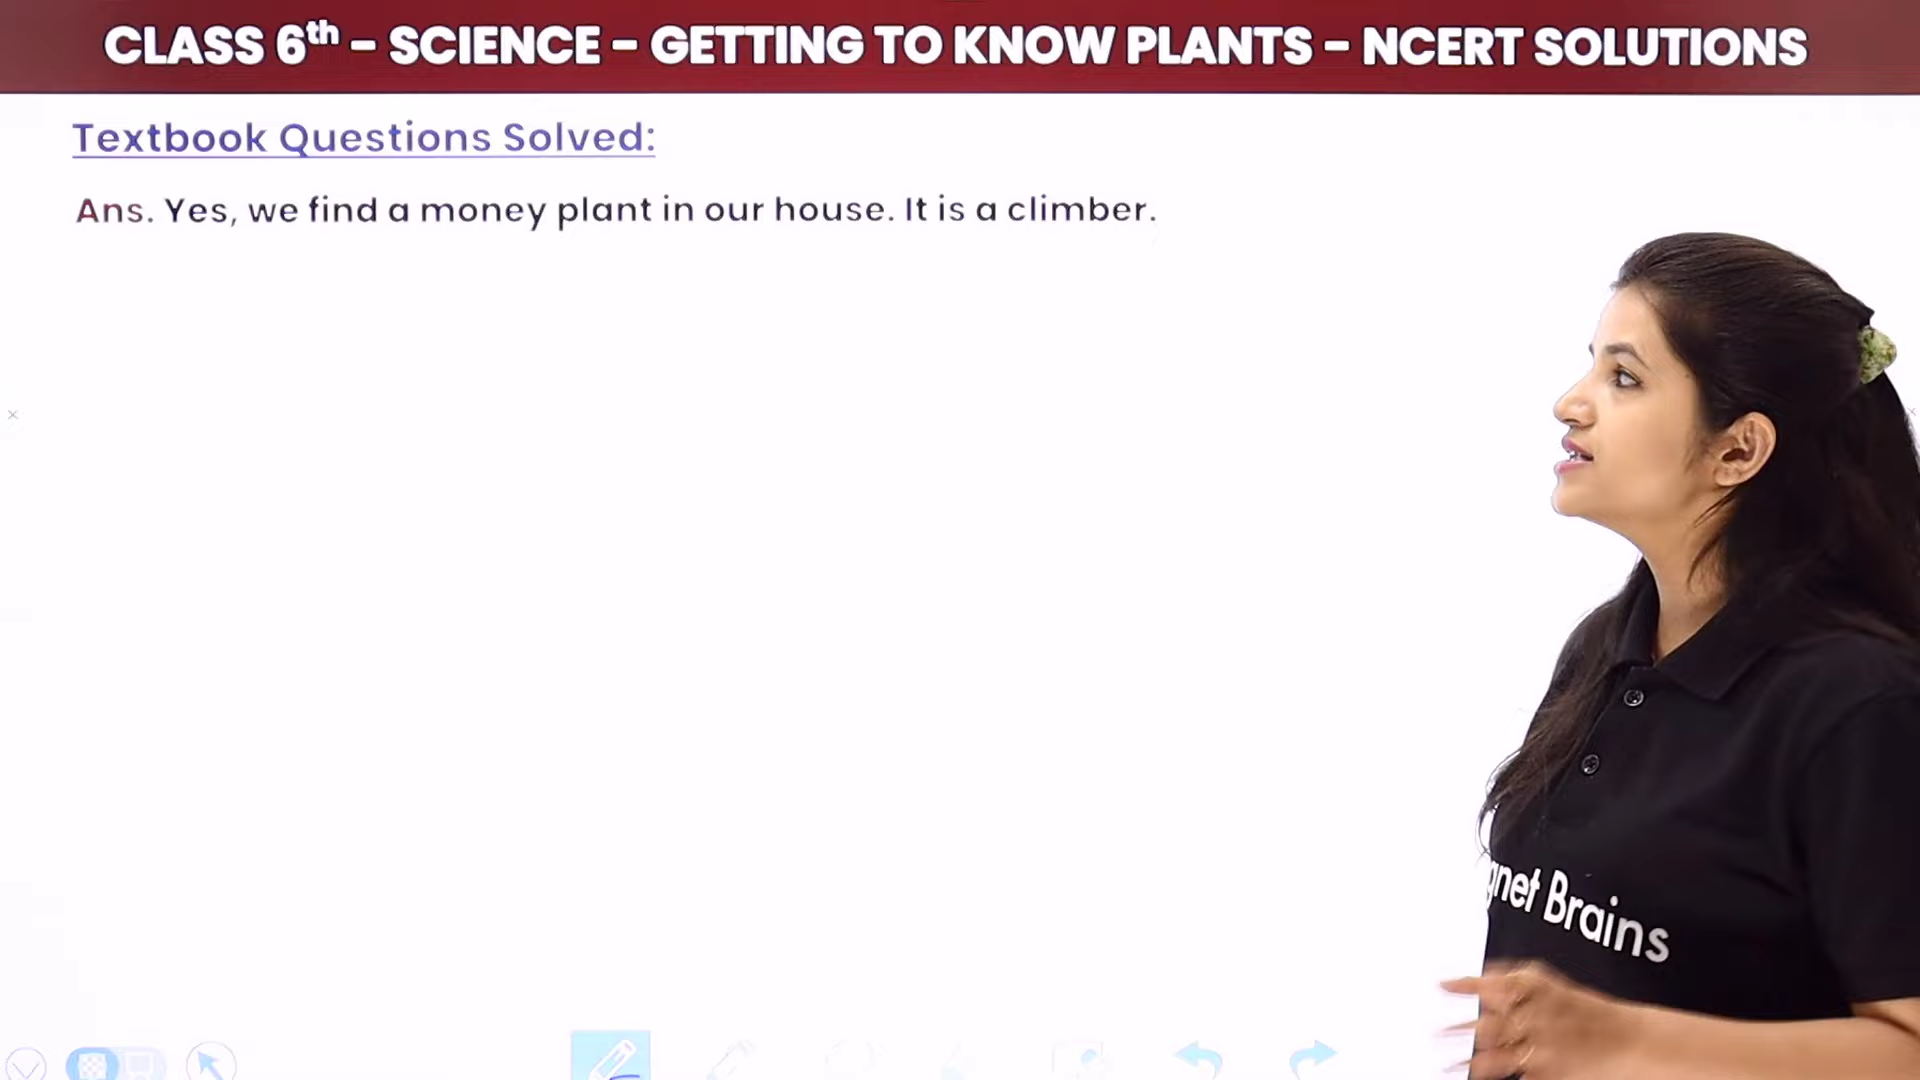 CLASS 6th – SCIENCE – GETTING TO KNOW PLANTS – NCERT SOLUTIONS
Textbook Questions Solved:
Ans. Yes, we find a money plant in our house. It is a climber.
Brains